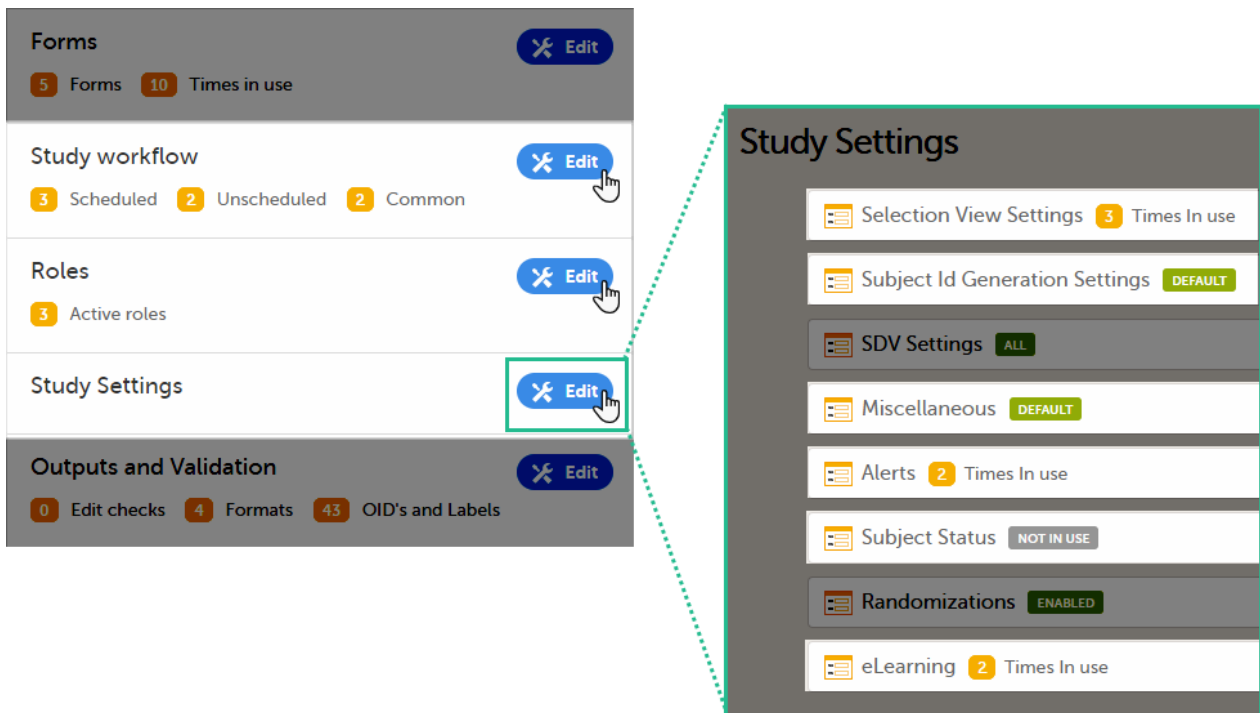 Forms
Edit
5 Forms 10 Times in use
Study workflow
Edit
3 Scheduled 2 Unscheduled 2 Common
Roles
Edit
3 Active roles
Study Settings
Edit
Outputs and Validation
Edit
0 Edit checks 4 Formats 43 OID's and Labels
Study Settings
Selection View Settings 3 Times In use
Subject Id Generation Settings DEFAULT
SDV Settings ALL
Miscellaneous DEFAULT
Alerts 2 Times In use
Subject Status NOT IN USE
Randomizations ENABLED
eLearning 2 Times In use